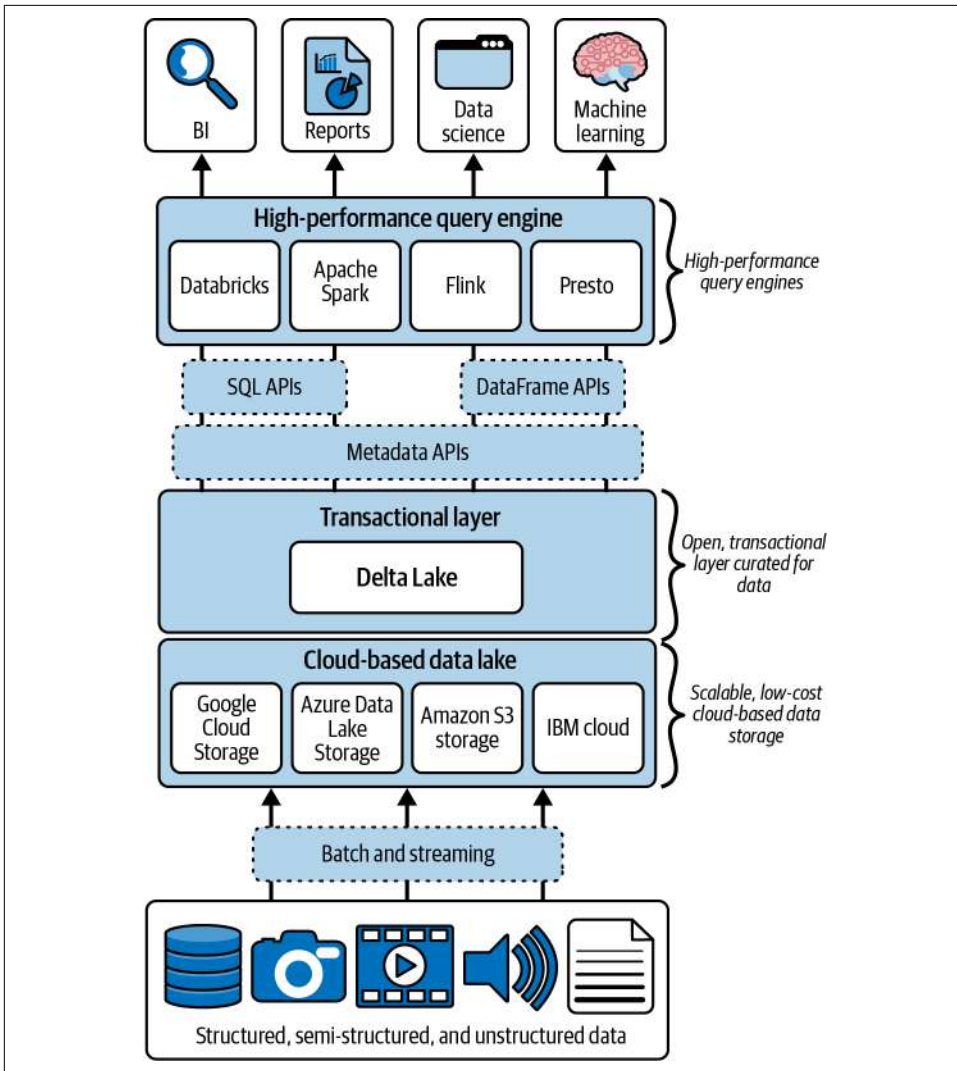 BI
Reports
Data
science
Machine
learning
High-performance query engine
Databricks
Apache
Spark
Flink
Presto
High-performance
query engines
SQL APIs
DataFrame APIs
Metadata APIs
Transactional layer
Delta Lake
Open, transactional
layer curated for
data
Cloud-based data lake
Google
Cloud
Storage
Azure Data
Lake
Storage
Amazon S3
storage
IBM cloud
Scalable, low-cost
cloud-based data
storage
Batch and streaming
Structured, semi-structured, and unstructured data